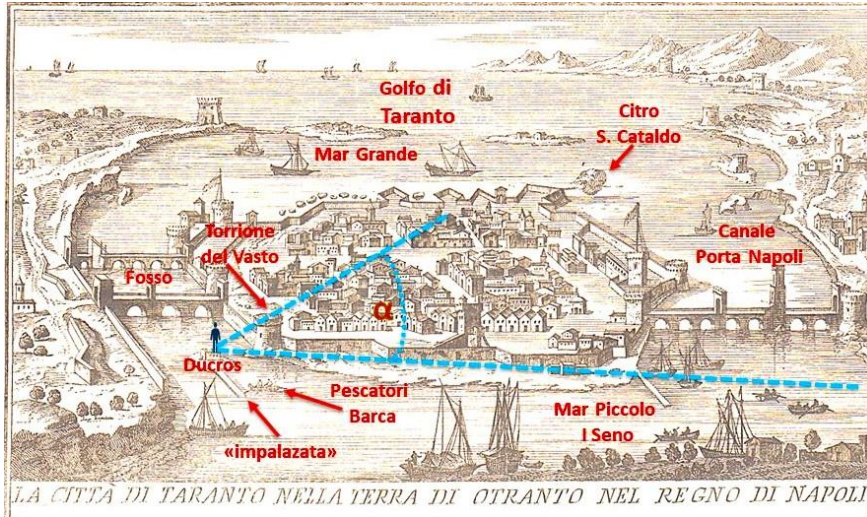 Golfo di
Taranto
Citro
S. Cataldo
Mar Grande
Torrione
del Vasto
Canale
Porta Napoli
Fosso
α
Ducros
Pescatori
Barca
Mar Piccolo
I Seno
«impalazata»
LA CITTÀ DI TARANTO NELLA TERRA DI OTRANTO NEL REGNO DI NAPOLI